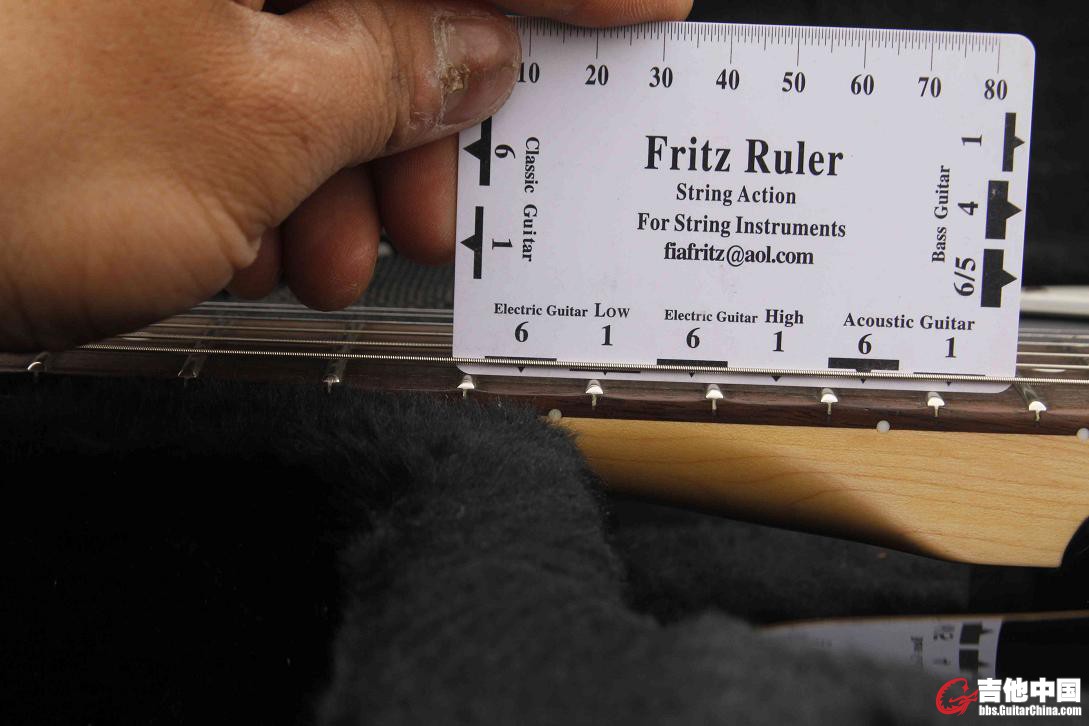 10 20 30 40 50 60 70 80
Fritz Ruler
String Action
For String Instruments
fiafritz@aol.com
Classic Guitar
6 1
Bass Guitar
1 4 6/5
Electric Guitar Low
6 1
Electric Guitar High
6 1
Acoustic Guitar
6 1
吉他中国
bbs.GuitarChina.com